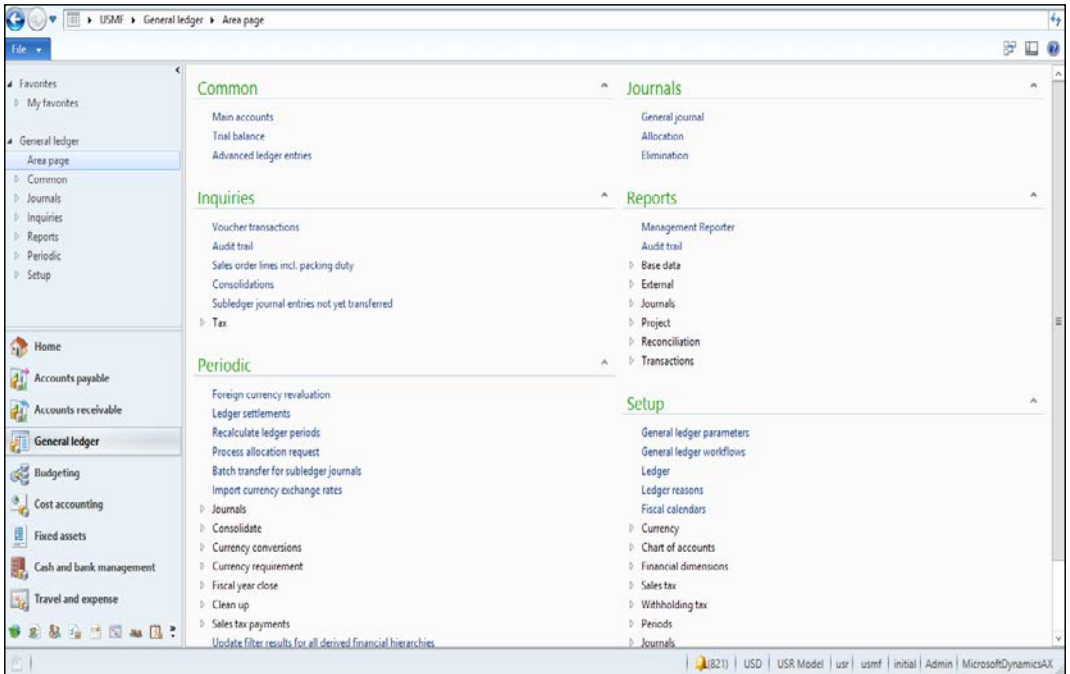 USMF General ledger Area page
File
Favorites
My favorites
General ledger
Area page
Common
Journals
Inquiries
Reports
Periodic
Setup
Home
Accounts payable
Accounts receivable
General ledger
Budgeting
Cost accounting
Fixed assets
Cash and bank management
Travel and expense
Common
Main accounts
Trial balance
Advanced ledger entries
Inquiries
Voucher transactions
Audit trail
Sales order lines incl. packing duty
Consolidations
Subledger journal entries not yet transferred
Tax
Periodic
Foreign currency revaluation
Ledger settlements
Recalculate ledger periods
Process allocation request
Batch transfer for subledger journals
Import currency exchange rates
Journals
Consolidate
Currency conversions
Currency requirement
Fiscal year close
Clean up
Sales tax payments
Update filter results for all derived financial hierarchies
Journals
General journal
Allocation
Elimination
Reports
Management Reporter
Audit trail
Base data
External
Journals
Project
Reconciliation
Transactions
Setup
General ledger parameters
General ledger workflows
Ledger
Ledger reasons
Fiscal calendars
Currency
Chart of accounts
Financial dimensions
Sales tax
Withholding tax
Periods
Journals
(821) USD USR Model usr usmf initial Admin MicrosoftDynamicsAX